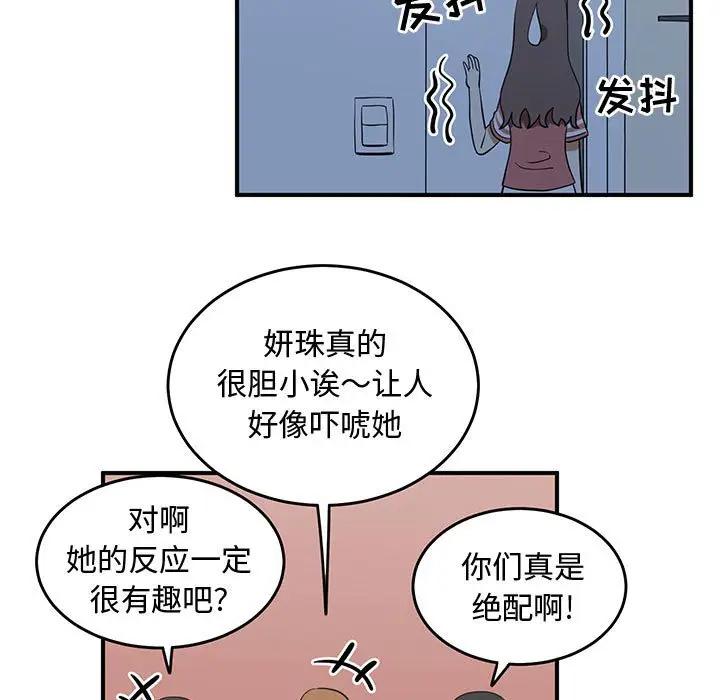 发抖
发抖
妍珠真的
很胆小诶～让人
好像吓唬她
对啊
她的反应一定
很有趣吧?
你们真是
绝配啊!